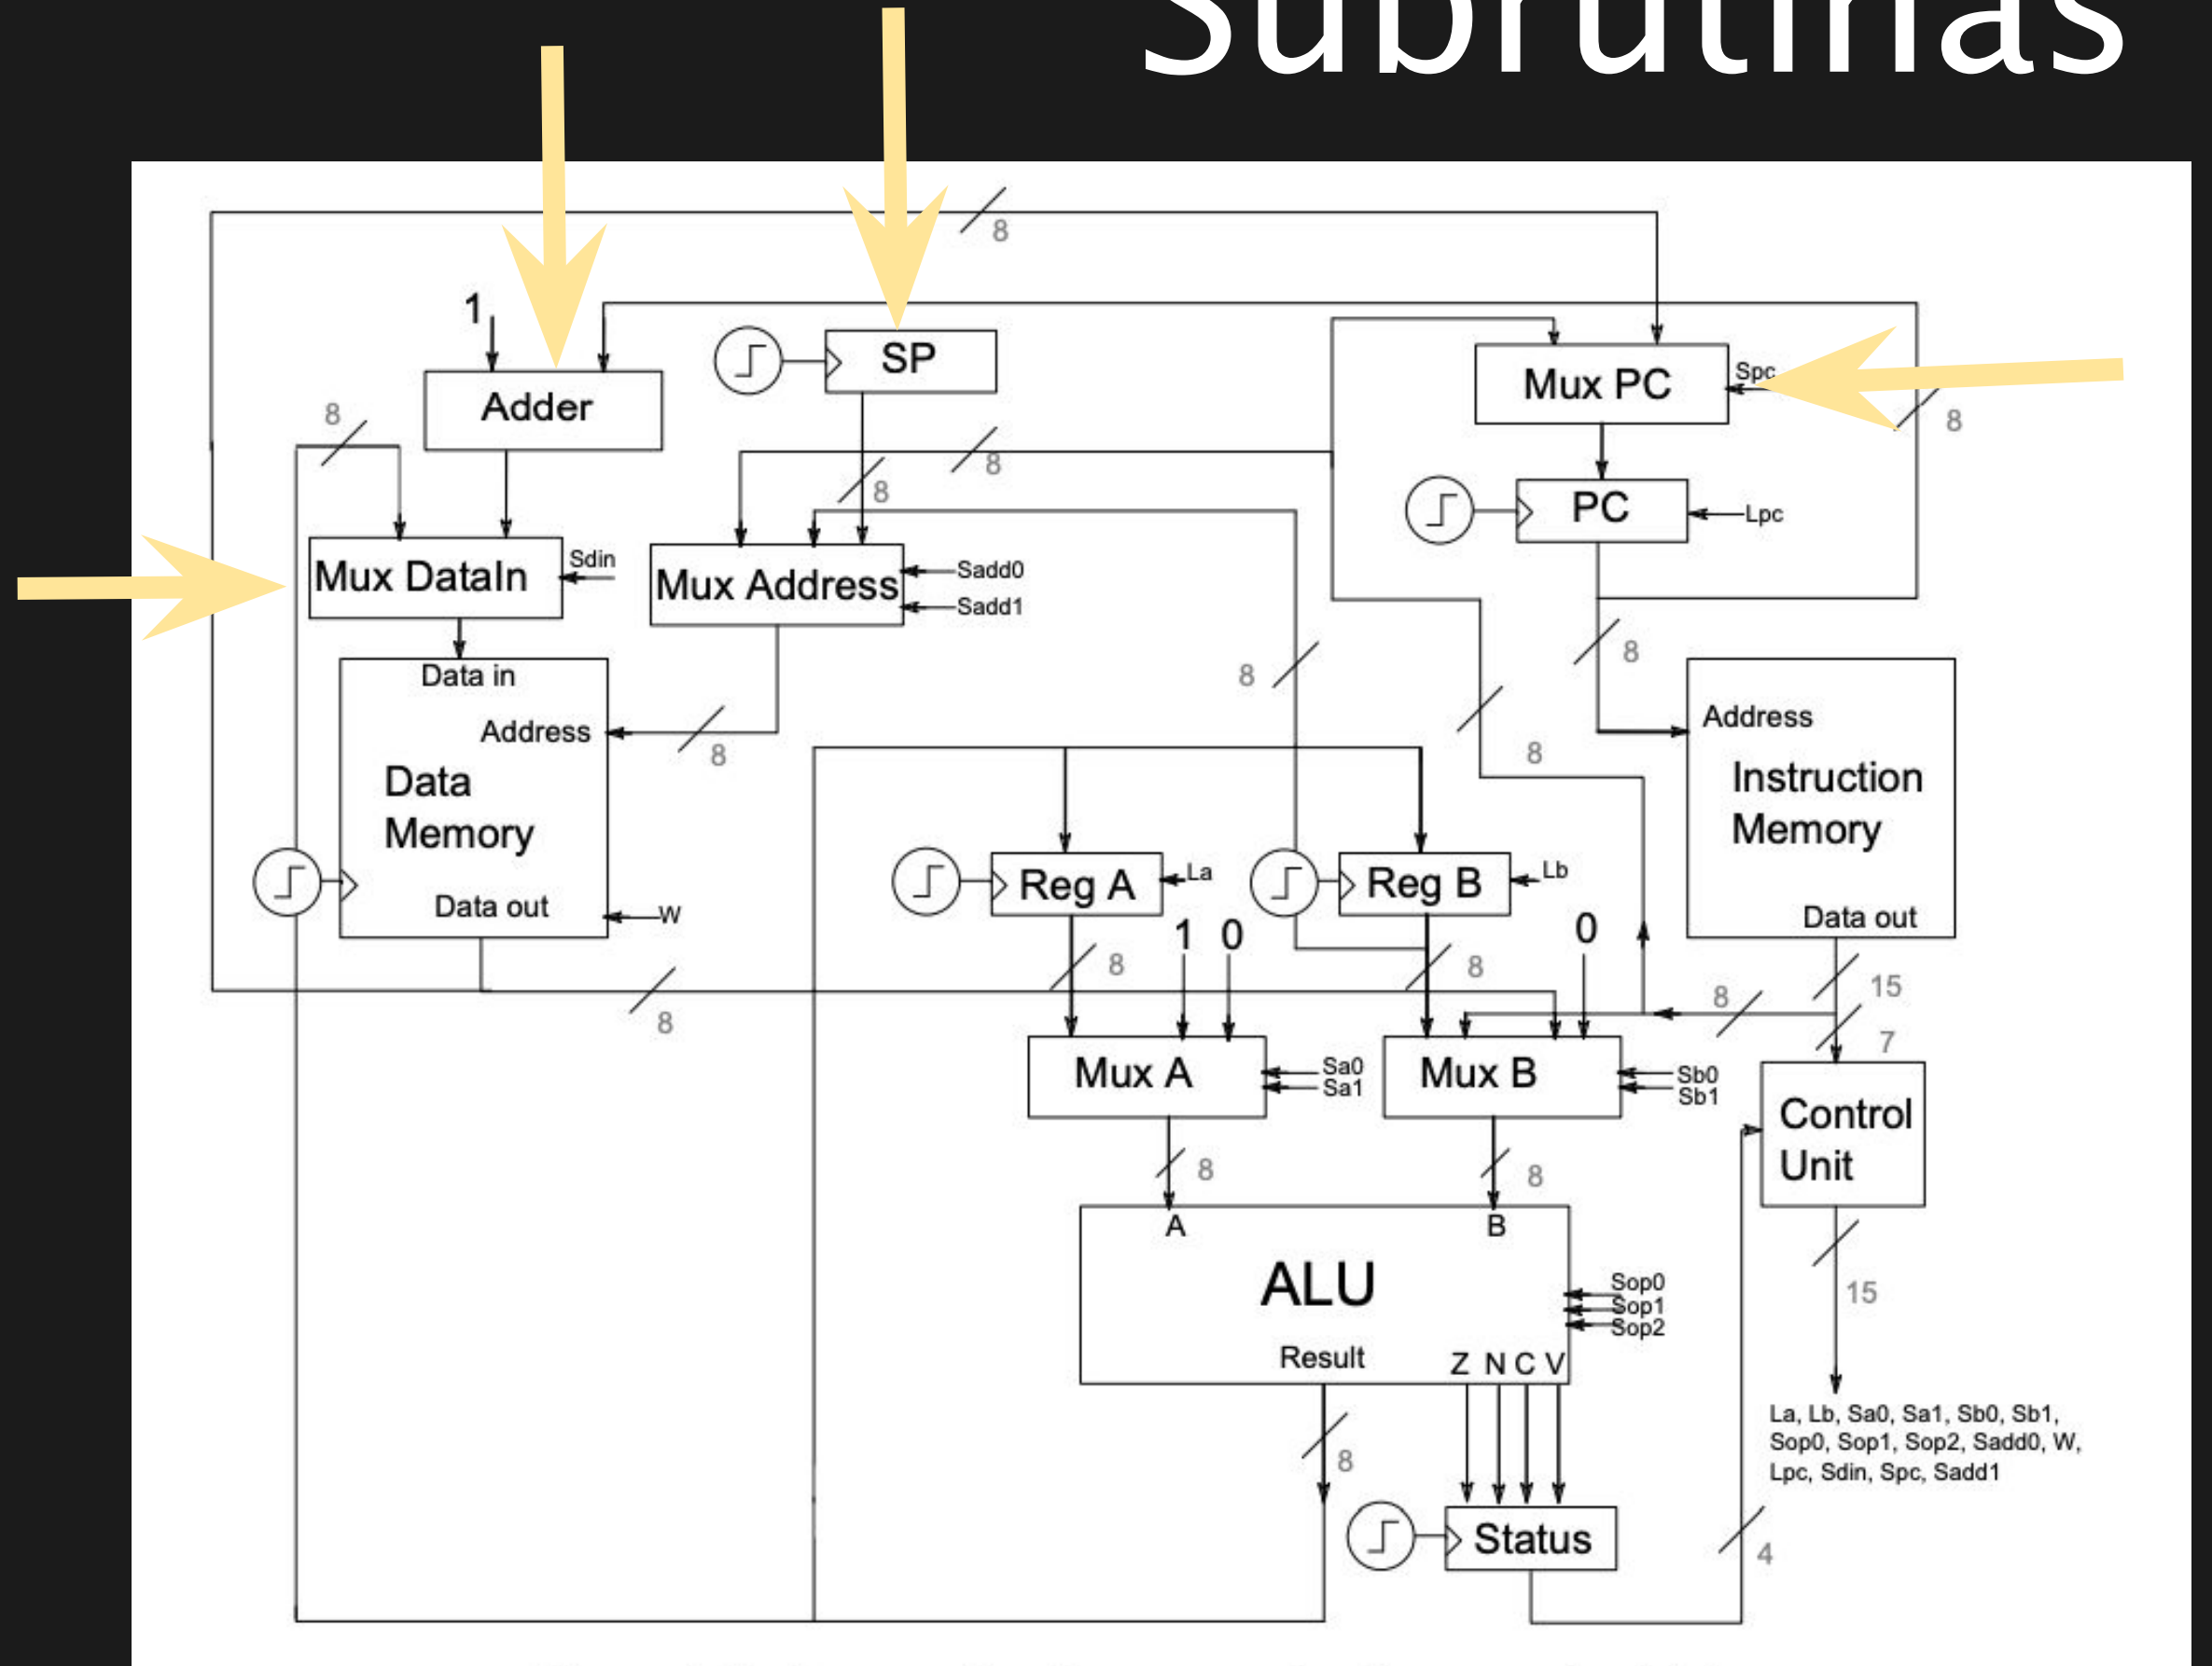 Subrutinas
8
1
SP
Mux PC
Spc
Adder
8
8
8
8
PC
Lpc
Mux DataIn
Sdin
Mux Address
Sadd0
Sadd1
8
8
Data in
Address
8
8
Address
Data
Memory
Instruction
Memory
Reg A
La
Reg B
Lb
Data out
W
Data out
1 0
0
8
8
15
8
8
7
Mux A
Sa0
Sa1
Mux B
Sb0
Sb1
Control
Unit
8
8
A
B
ALU
Sop0
Sop1
Sop2
15
Result
Z N C V
La, Lb, Sa0, Sa1, Sb0, Sb1,
Sop0, Sop1, Sop2, Sadd0, W,
Lpc, Sdin, Spc, Sadd1
8
Status
4